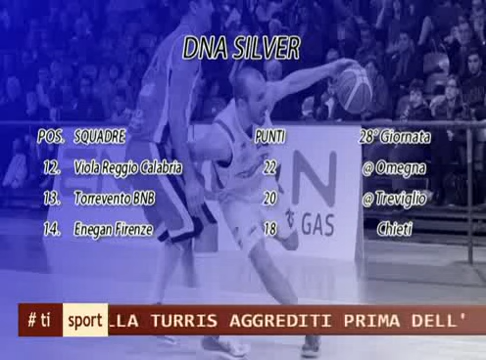 DNA SILVER
POS. SQUADRE PUNTI 28° Giornata
12. Viola Reggio Calabria 22 @ Omegna
13. Torrevento BNB 20 @ Treviglio
14. Enegan Firenze 18 Chieti
GAS
# ti sport LLA TURRIS AGGREDITI PRIMA DELL'